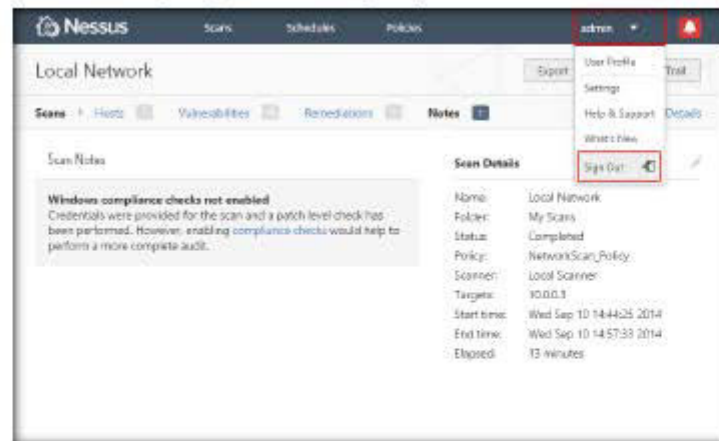 Nessus Scans Schedules Policies admin
Local Network Export Trail
User Profile
Settings
Help & Support
What's New
Sign Out
Scans Hosts Vulnerabilities Remediations Notes Details
Scan Notes
Windows compliance checks not enabled
Credentials were provided for the scan and a patch level check has
been performed. However, enabling compliance checks would help to
perform a more complete audit.
Scan Details
Name: Local Network
Folder: My Scans
Status: Completed
Policy: NetworkScan_Policy
Scanner: Local Scanner
Targets: 10.0.0.3
Start time: Wed Sep 10 14:44:25 2014
End time: Wed Sep 10 14:57:33 2014
Elapsed: 13 minutes